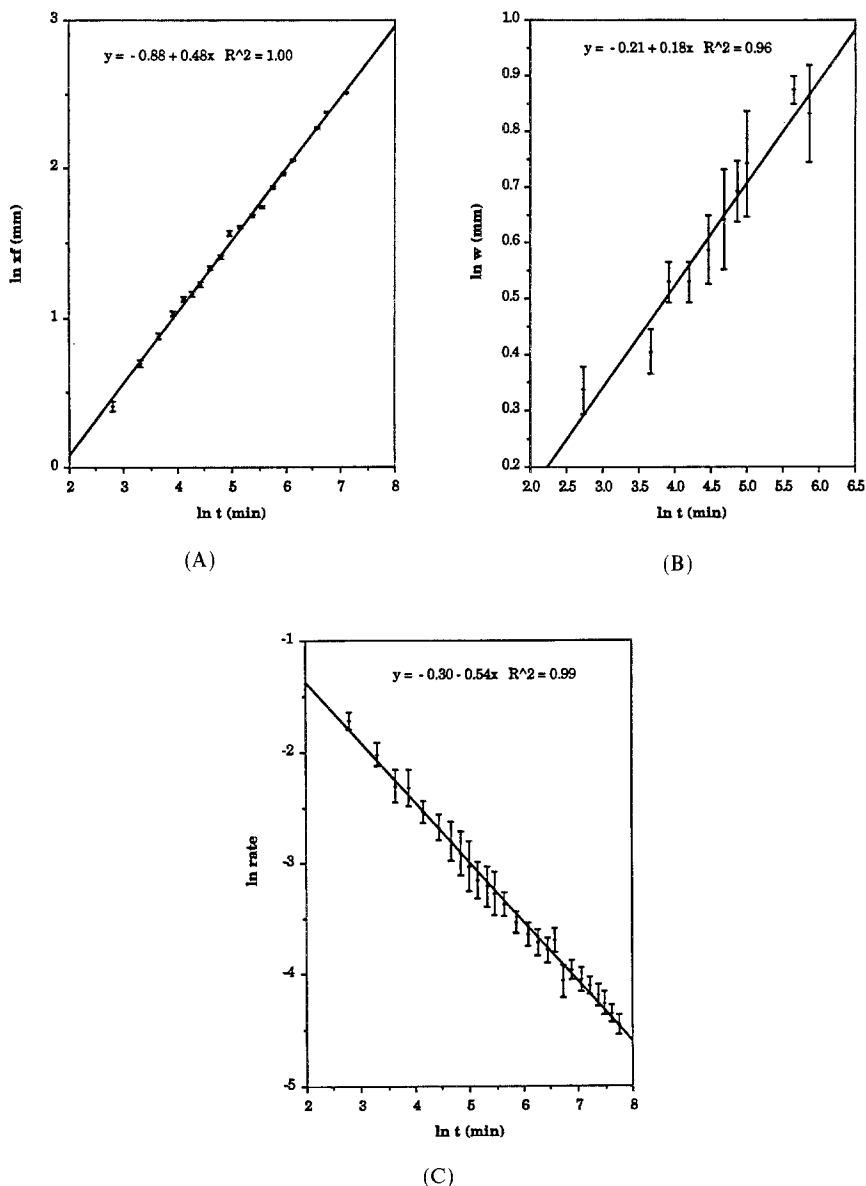 y = - 0.88 + 0.48x R^2 = 1.00
3
2
1
0
ln xf (mm)
2 3 4 5 6 7 8
ln t (min)
(A)
y = - 0.21 + 0.18x R^2 = 0.96
1.0
0.9
0.8
0.7
0.6
0.5
0.4
0.3
0.2
ln w (mm)
2.0 2.5 3.0 3.5 4.0 4.5 5.0 5.5 6.0 6.5
ln t (min)
(B)
y = - 0.30 - 0.54x R^2 = 0.99
-1
-2
-3
-4
-5
ln rate
2 3 4 5 6 7 8
ln t (min)
(C)